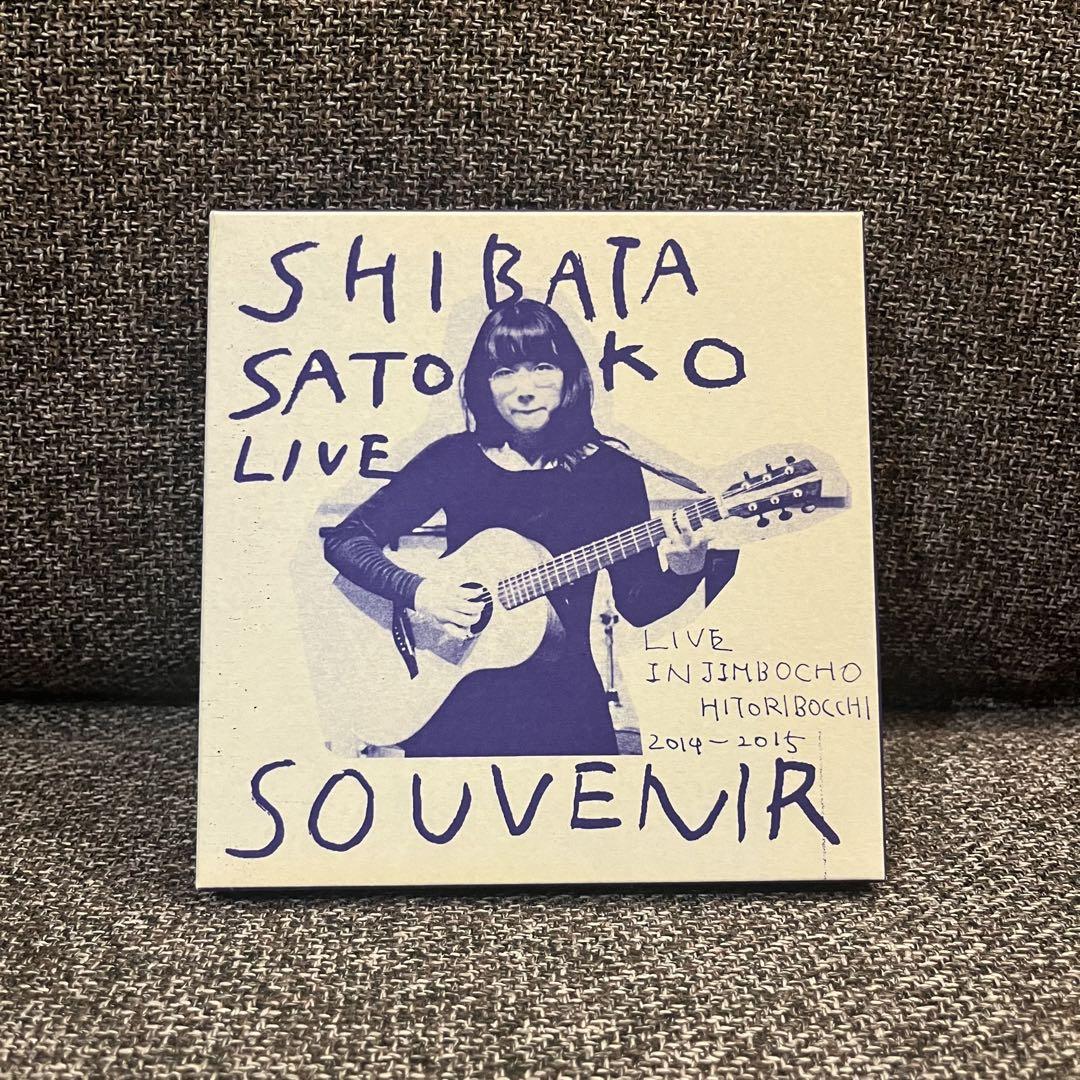 SHIBATA
SATOKO
LIVE
LIVE
IN JIMBOCHO
HITORIBOCCHI
2014-2015
SOUVENIR